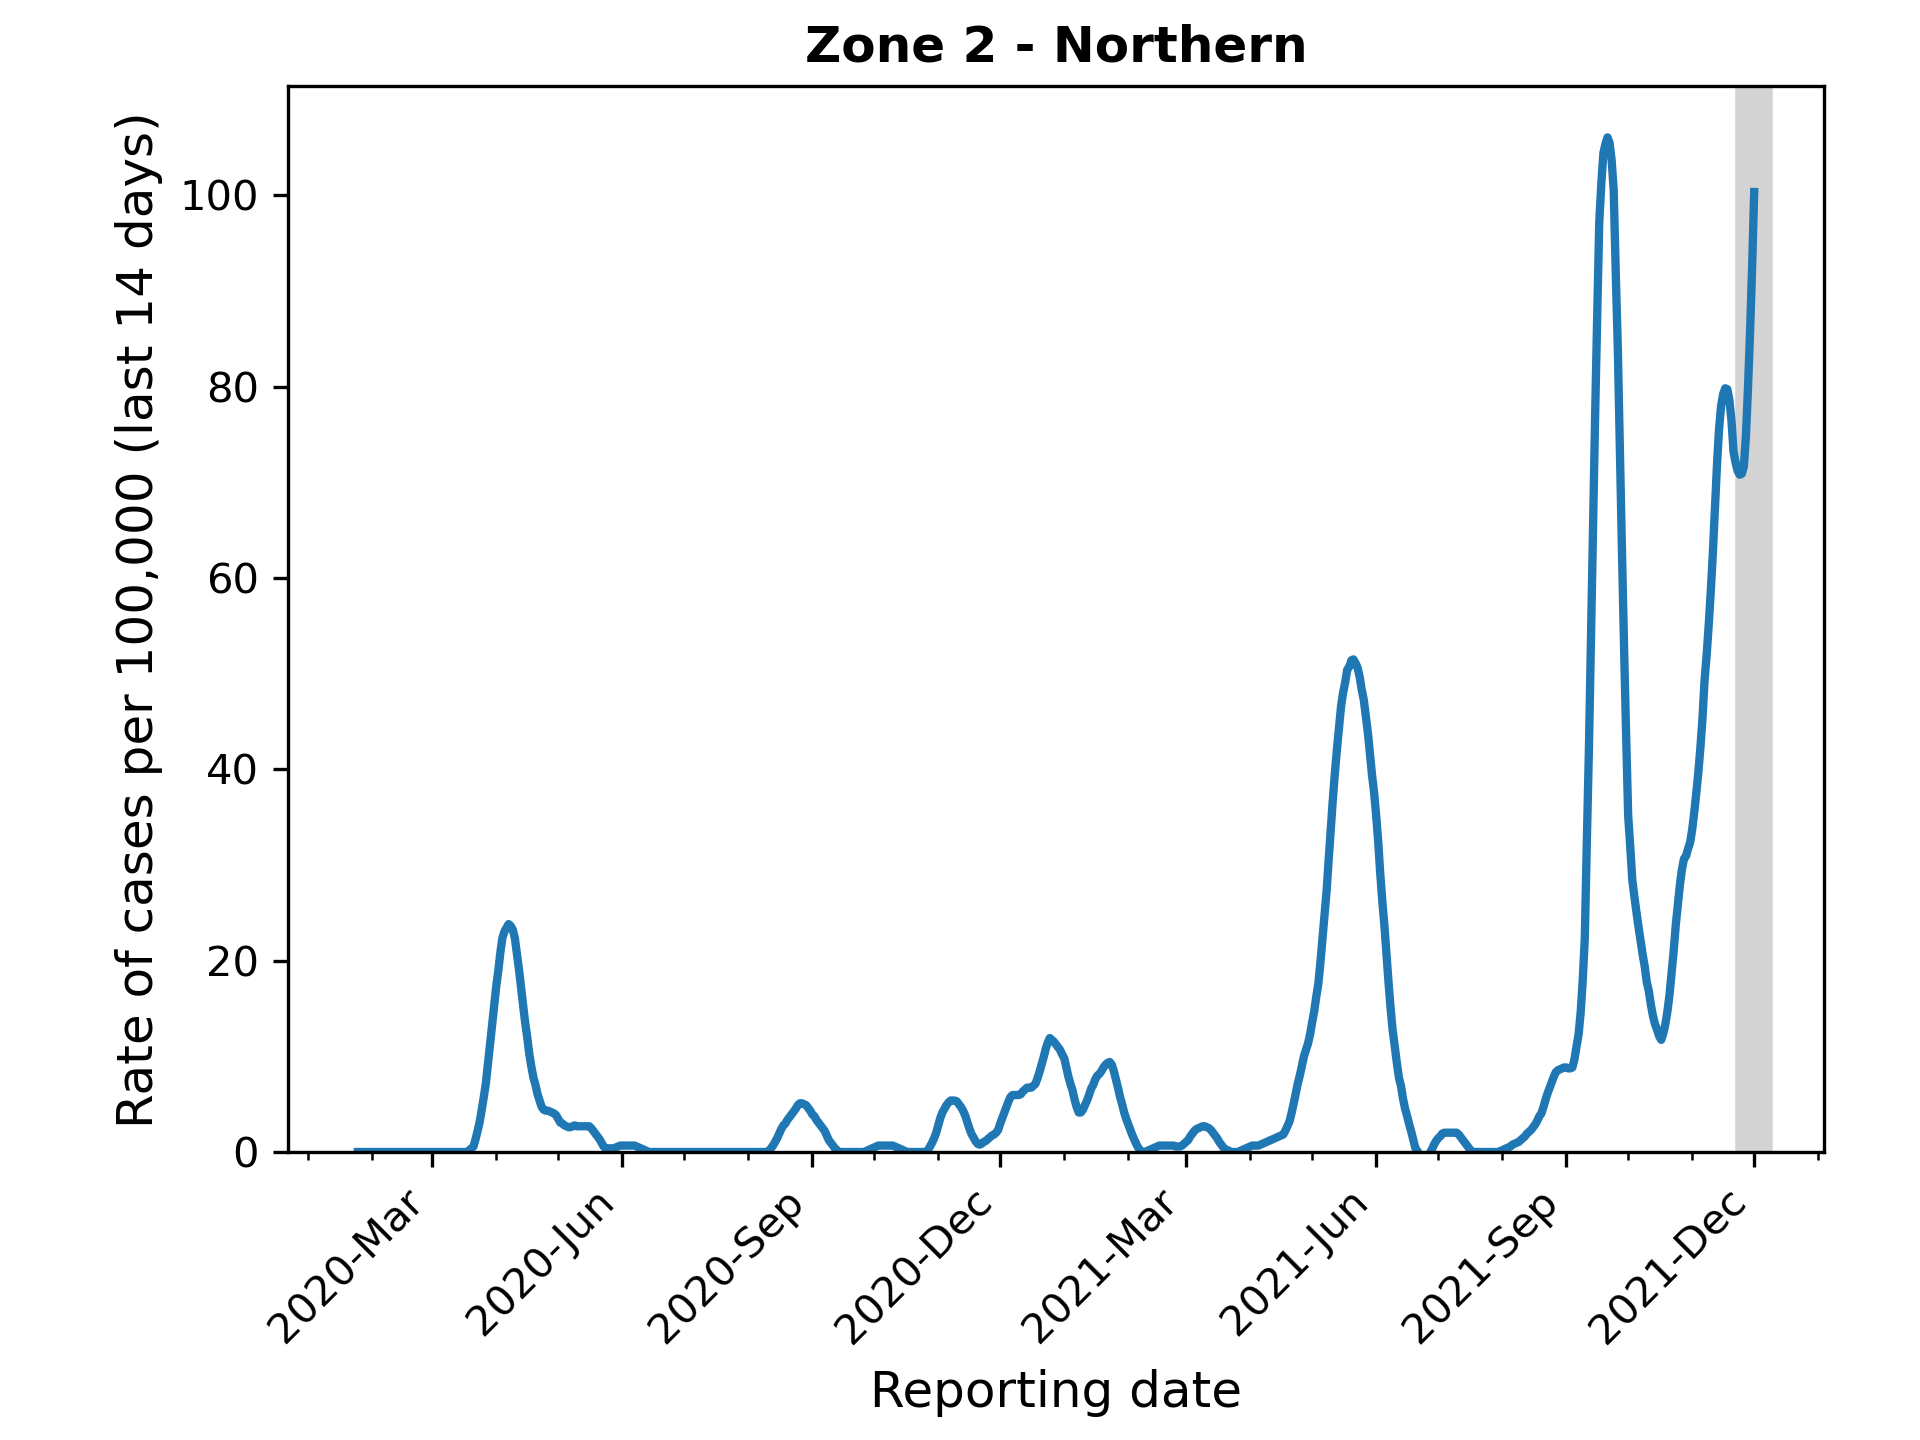 Zone 2 - Northern
Rate of cases per 100,000 (last 14 days)
100
80
60
40
20
0
2020-Mar
2020-Jun
2020-Sep
2020-Dec
2021-Mar
2021-Jun
2021-Sep
2021-Dec
Reporting date